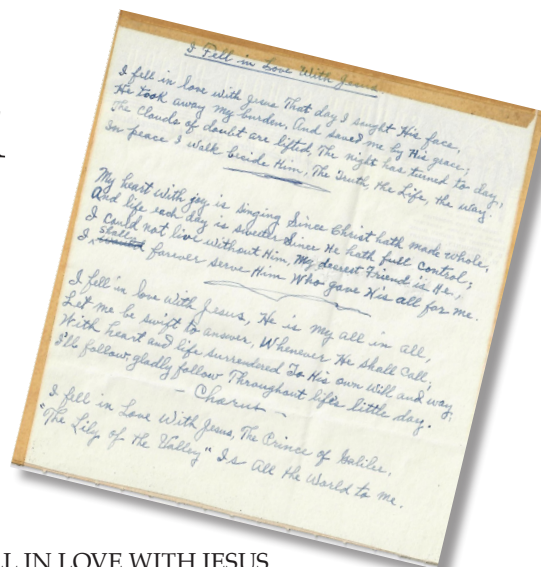 I Fell in Love With Jesus
I fell in love with Jesus That day I sought His face,
He took away my burden, And saved me by His grace;
The clouds of doubt are lifted, The night has turned to day,
In peace I walk beside Him, The Truth, the Life, the way.
My heart with joy is singing Since Christ hath made whole,
And life each day is sweeter Since He hath full control;
I could not live without Him, My dearest Friend is He,
shall
I forever serve Him Who gave His all for me.
I fell in love with Jesus, He is my all in all,
Let me be swift to answer, Whenever He shall call;
With heart and life surrendered To His own will and way,
I'll follow, gladly follow Throughout life's little day.
- Chorus -
I fell in Love With Jesus, The Prince of Galilee,
"The Lily of the Valley" Is All the World to me.
LL IN LOVE WITH JESUS